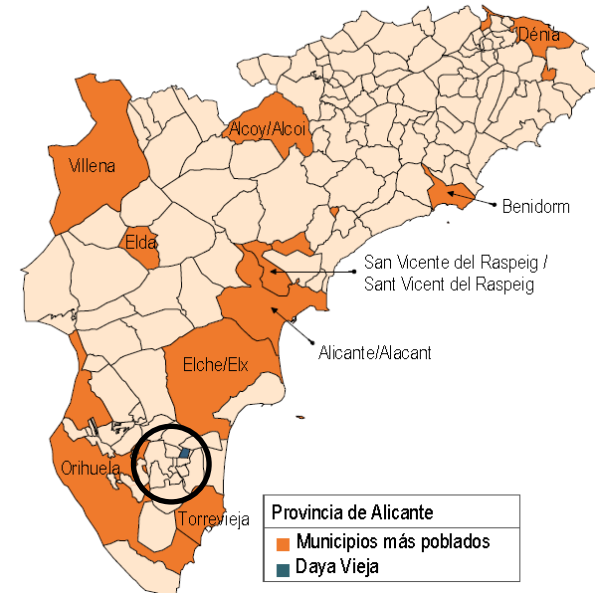 Dénia
Alcoy/Alcoi
Villena
Benidorm
Elda
San Vicente del Raspeig /
Sant Vicent del Raspeig
Alicante/Alacant
Elche/Elx
Orihuela
Torrevieja
Provincia de Alicante
Municipios más poblados
Daya Vieja